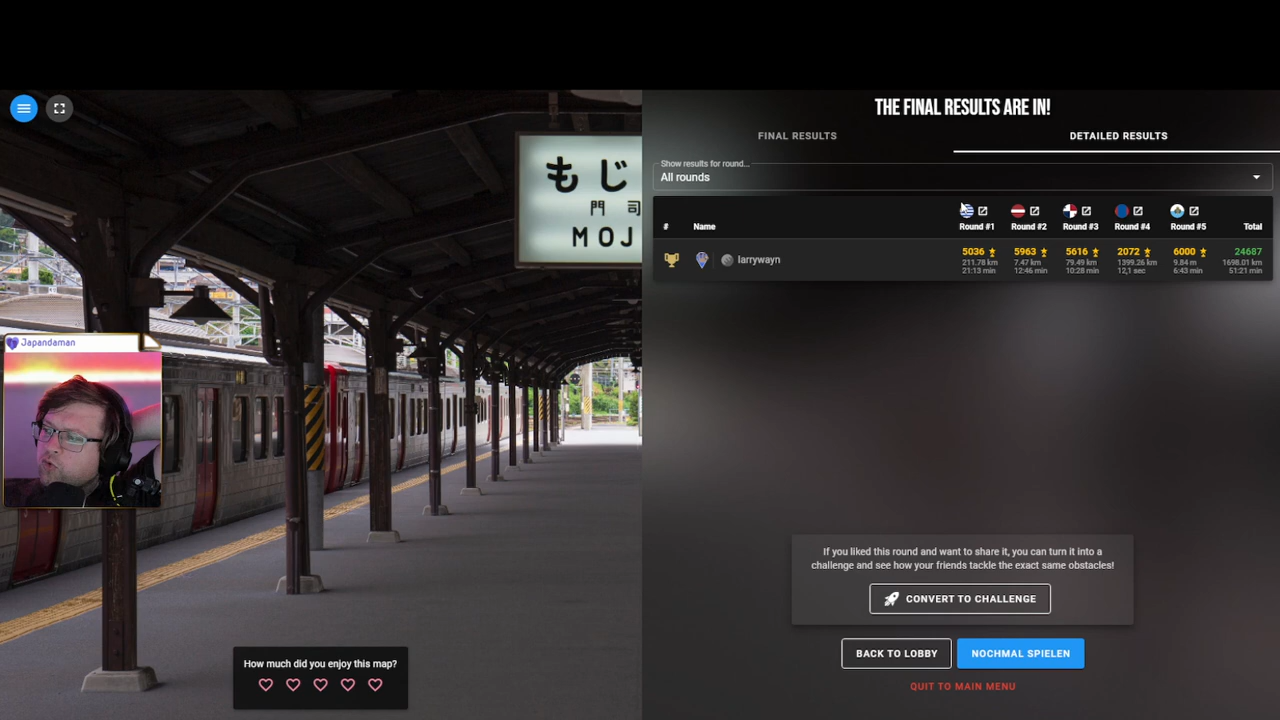 もじ
門司
MOJ
Japandaman
How much did you enjoy this map?
THE FINAL RESULTS ARE IN!
FINAL RESULTS
DETAILED RESULTS
Show results for round...
All rounds
# Name Round #1 Round #2 Round #3 Round #4 Round #5 Total
larrywayn 5036 5963 5616 2072 6000 24687
211.78 km 7.47 km 79.49 km 1399.26 km 9.84 m 1698.01 km
21:13 min 12:46 min 10:28 min 12,1 sec 6:43 min 51:21 min
If you liked this round and want to share it, you can turn it into a
challenge and see how your friends tackle the exact same obstacles!
CONVERT TO CHALLENGE
BACK TO LOBBY
NOCHMAL SPIELEN
QUIT TO MAIN MENU